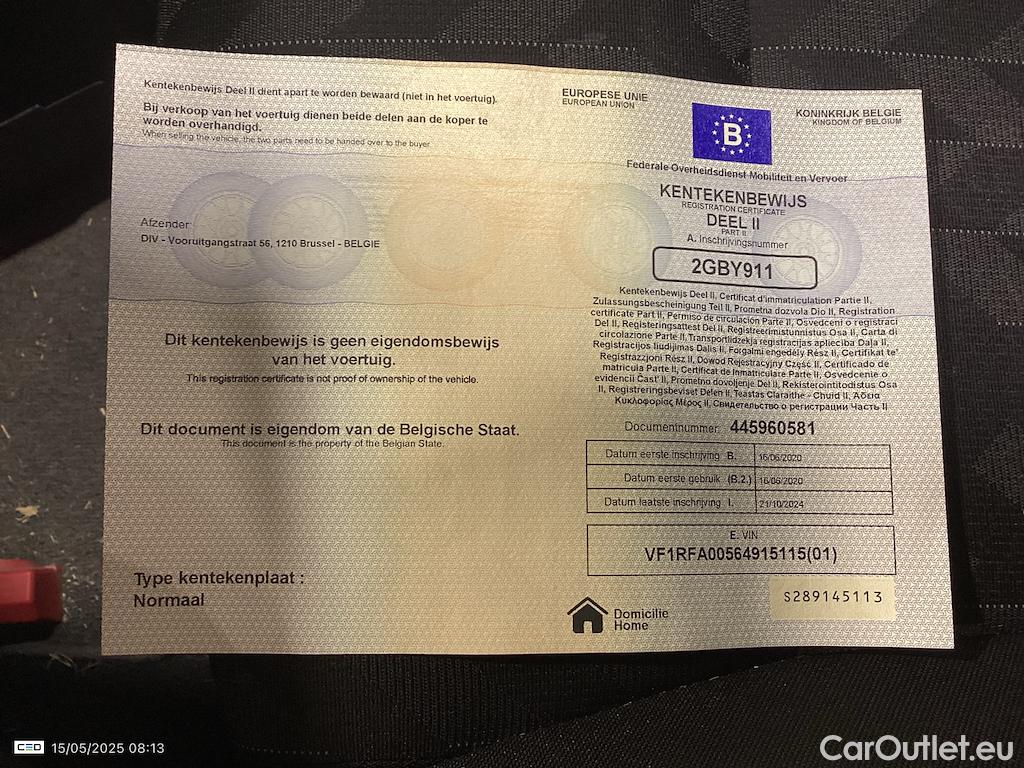 Kentekenbewijs Deel II dient apart te worden bewaard (niet in het voertuig).
Bij verkoop van het voertuig dienen beide delen aan de koper te
worden overhandigd.
When selling the vehicle, the two parts need to be handed over to the buyer.
Afzender:
DIV - Vooruitgangstraat 56, 1210 Brussel - BELGIE
Dit kentekenbewijs is geen eigendomsbewijs
van het voertuig.
This registration certificate is not proof of ownership of the vehicle.
Dit document is eigendom van de Belgische Staat.
This document is the property of the Belgian State.
Type kentekenplaat :
Normaal
EUROPESE UNIE
EUROPEAN UNION
B
KONINKRIJK BELGIE
KINGDOM OF BELGIUM
Federale Overheidsdienst Mobiliteit en Vervoer
KENTEKENBEWIJS
REGISTRATION CERTIFICATE
DEEL II
PART II
A. Inschrijvingsnummer
2GBY911
Kentekenbewijs Deel II, Certificat d'immatriculation Partie II,
Zulassungsbescheinigung Teil II, Prometna dozvola Dio II, Registration
certificate Part II, Permiso de circulación Parte II, Osvedceni o registraci
Del II, Registeringsattest Del II, Registreerimistunnistus Osa II, Carta di
circolazione Parte II, Transportlidzekja registracijas aplieciba Daļa II,
Registracijos liudijimas Dalis II, Forgalmi engedély Rész II, Certifikat te'
Registrazzjoni Rész II, Dowod Rejestracyjny Część II, Certificado de
matricula Parte II, Certificat de Inmatriculare Parte II, Osvedcenie o
evidencii Cast' II, Prometno dovoljenje Del II, Rekisterointitodistus Osa
II, Registreringsbeviset Delen II, Teastas Claraithe - Chuid II, Άδεια
Κυκλοφορίας Μέρος II, Свидетельство о регистрации Часть II
Documentnummer: 445960581
Datum eerste inschrijving B. 16/06/2020
Datum eerste gebruik (B.2.) 16/06/2020
Datum laatste inschrijving I. 21/10/2024
E. VIN
VF1RFA00564915115(01)
S289145113
Domicilie
Home
CEO 15/05/2025 08:13
CarOutlet.eu